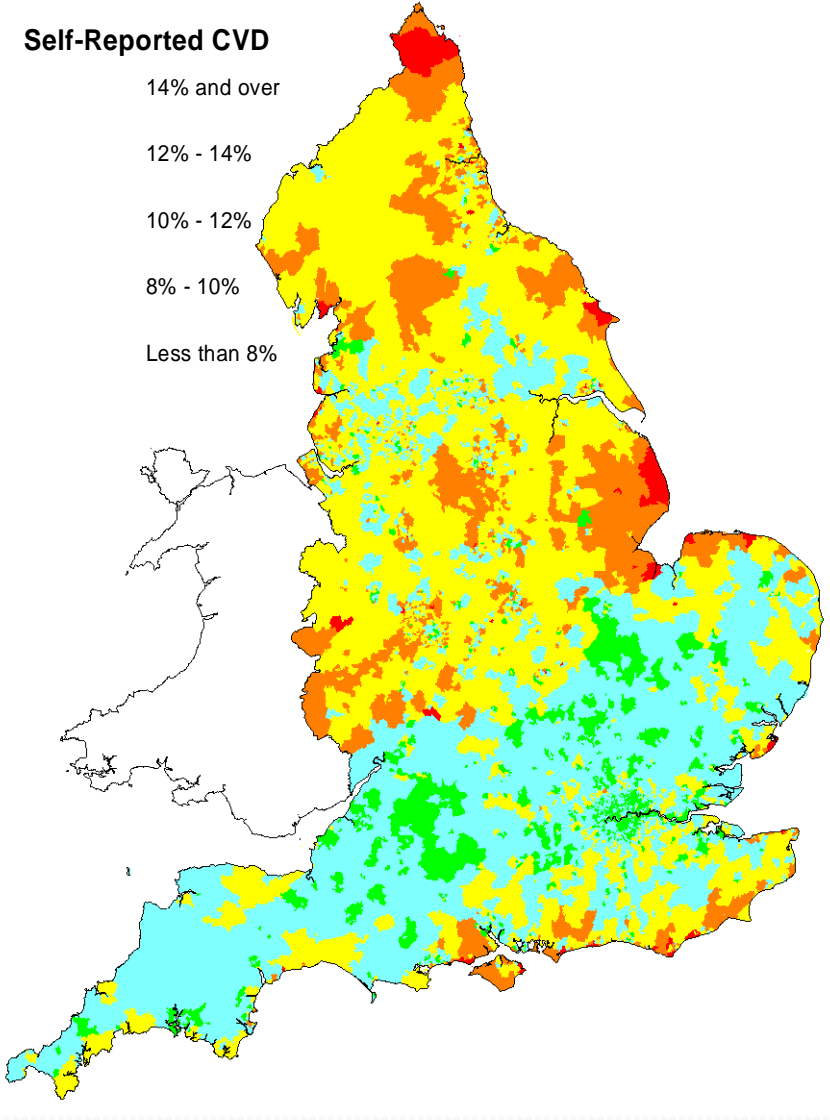 Self-Reported CVD
14% and over
12% - 14%
10% - 12%
8% - 10%
Less than 8%